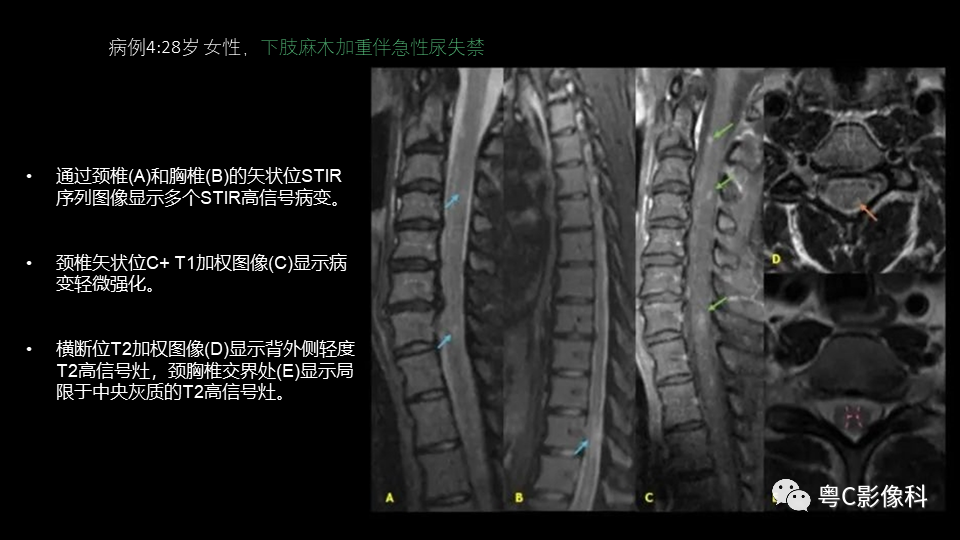 病例4:28岁 女性，下肢麻木加重伴急性尿失禁
• 通过颈椎(A)和胸椎(B)的矢状位STIR
序列图像显示多个STIR高信号病变。
• 颈椎矢状位C+ T1加权图像(C)显示病
变轻微强化。
• 横断位T2加权图像(D)显示背外侧轻度
T2高信号灶，颈胸椎交界处(E)显示局
限于中央灰质的T2高信号灶。
D
A
B
C
粤C影像科